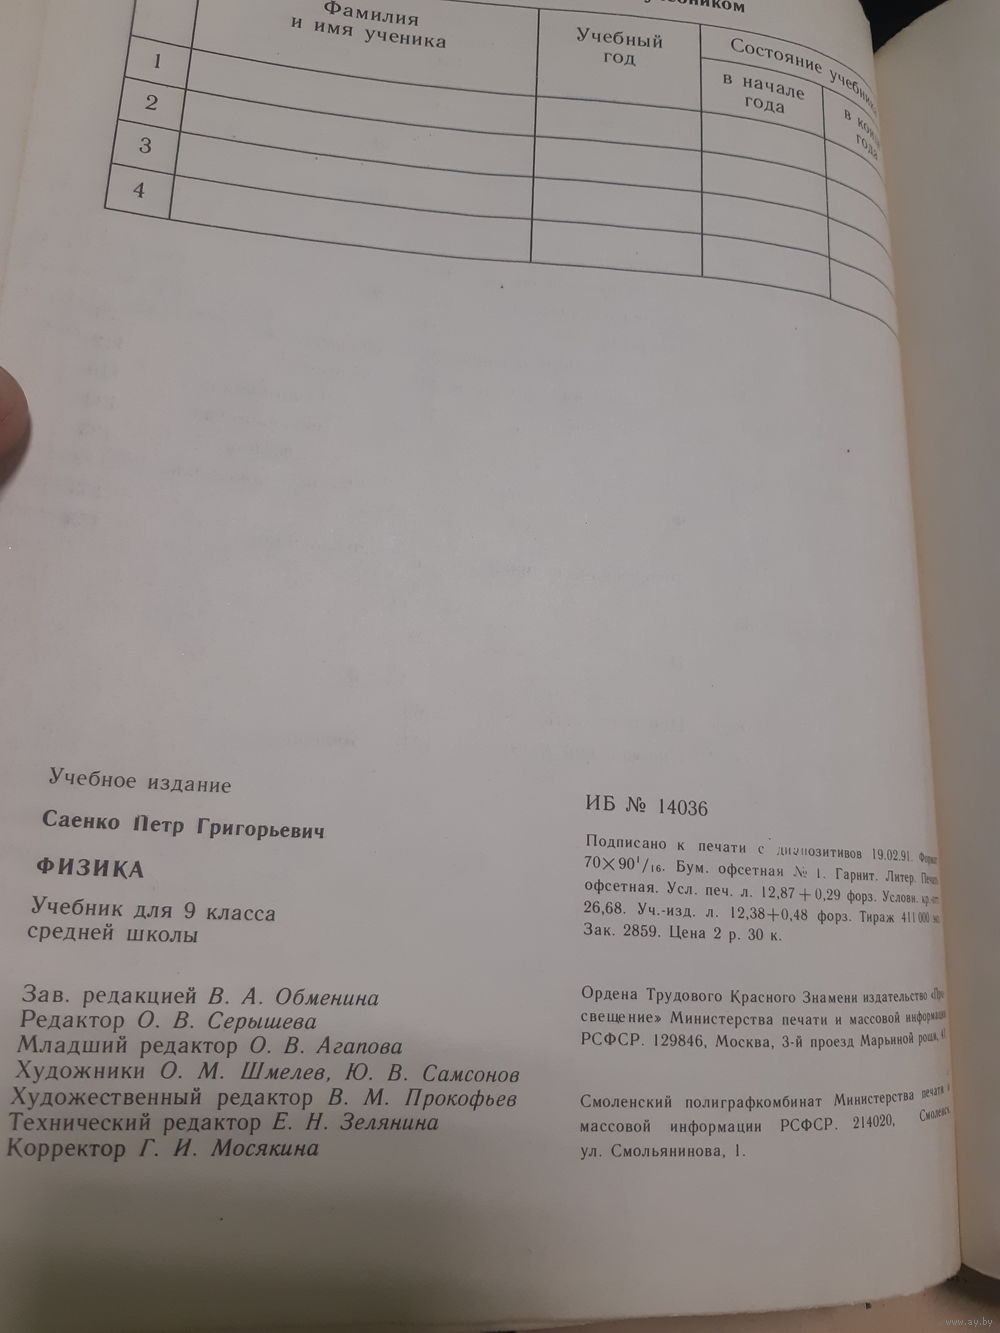 Фамилия
и имя ученика
Учебный
год
Состояние учебника
в начале
года
в конце
года
1
2
3
4
Учебное издание
Саенко Петр Григорьевич
ФИЗИКА
Учебник для 9 класса
средней школы
Зав. редакцией В. А. Обменина
Редактор О. В. Серышева
Младший редактор О. В. Агапова
Художники О. М. Шмелев, Ю. В. Самсонов
Художественный редактор В. М. Прокофьев
Технический редактор Е. Н. Зелянина
Корректор Г. И. Мосякина
ИБ № 14036
Подписано к печати с диапозитивов 19.02.91. Формат
70×90¹/₁₆. Бум. офсетная № 1. Гарнит. Литер. Печать
офсетная. Усл. печ. л. 12,87+0,29 форз. Условн. кр.-отт.
26,68. Уч.-изд. л. 12,38+0,48 форз. Тираж 411 000 экз.
Зак. 2859. Цена 2 р. 30 к.
Ордена Трудового Красного Знамени издательство «Про-
свещение» Министерства печати и массовой информации
РСФСР. 129846, Москва, 3-й проезд Марьиной рощи, 41.
Смоленский полиграфкомбинат Министерства печати и
массовой информации РСФСР. 214020, Смоленск,
ул. Смольянинова, 1.
www.ay.by